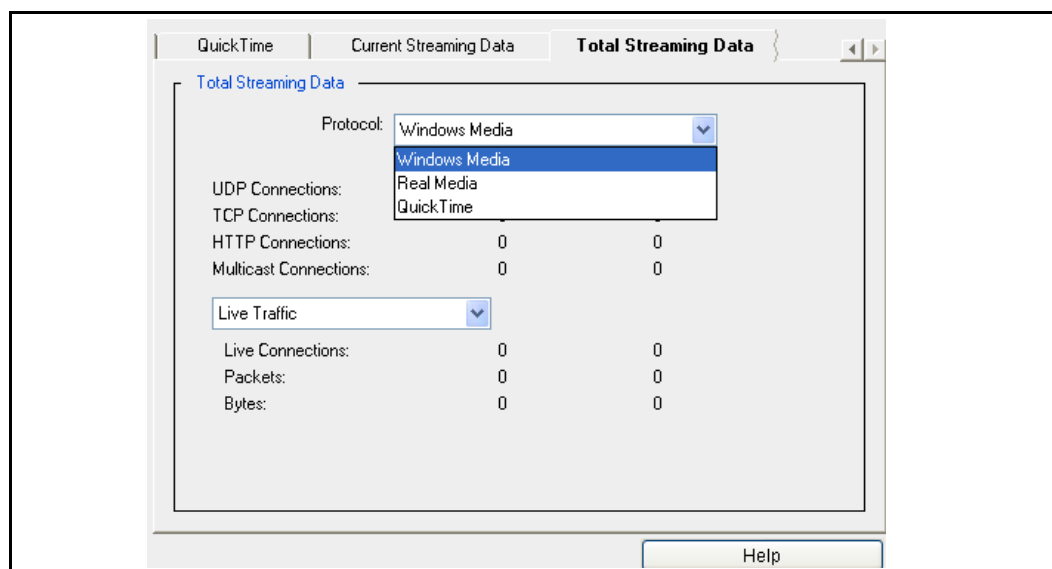 QuickTime Current Streaming Data Total Streaming Data
Total Streaming Data
Protocol: Windows Media
Windows Media
Real Media
QuickTime
UDP Connections:
TCP Connections:
HTTP Connections: 0 0
Multicast Connections: 0 0
Live Traffic
Live Connections: 0 0
Packets: 0 0
Bytes: 0 0
Help